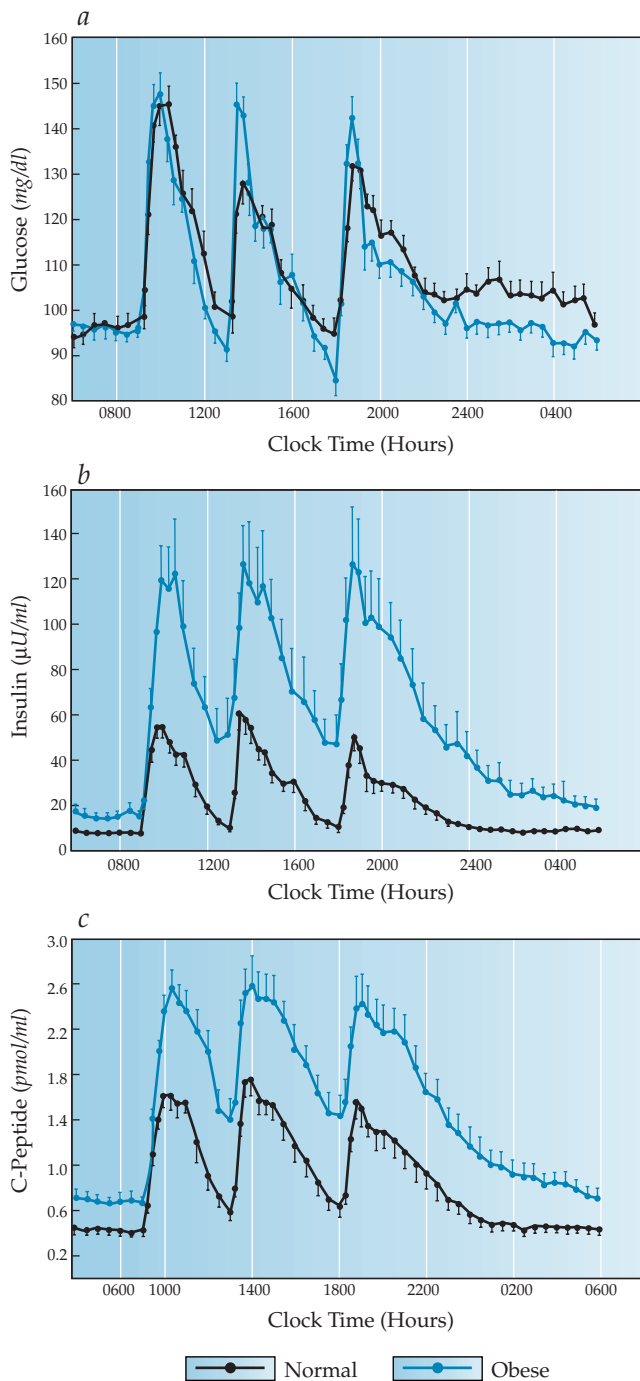 a
160
150
140
130
120
110
100
90
80
Glucose (mg/dl)
0800 1200 1600 2000 2400 0400
Clock Time (Hours)
b
160
140
120
100
80
60
40
20
0
Insulin (µU/ml)
0800 1200 1600 2000 2400 0400
Clock Time (Hours)
c
3.0
2.6
2.2
1.8
1.4
1.0
0.6
0.2
C-Peptide (pmol/ml)
0600 1000 1400 1800 2200 0200 0600
Clock Time (Hours)
Normal Obese